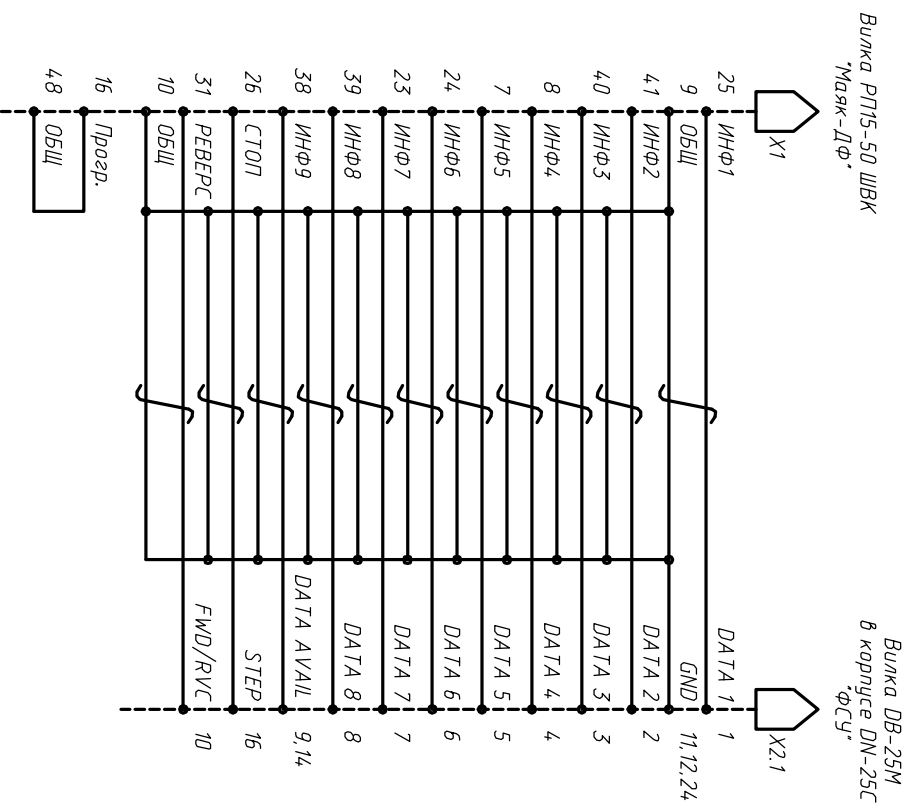 Вилка РП15-50 ШВК
"Маяк-ДФ"
X1
25 ИНФ1
9 ОБЩ
41 ИНФ2
40 ИНФ3
8 ИНФ4
7 ИНФ5
24 ИНФ6
23 ИНФ7
39 ИНФ8
38 ИНФ9
26 СТОП
31 РЕВЕРС
10 ОБЩ
16 Прогр.
48 ОБЩ
Вилка DB-25M
в корпусе DN-25C
"ФСУ"
X2.1
DATA 1 1
GND 11,12,24
DATA 2 2
DATA 3 3
DATA 4 4
DATA 5 5
DATA 6 6
DATA 7 7
DATA 8 8
DATA AVAIL 9,14
STEP 16
FWD/RVC 10